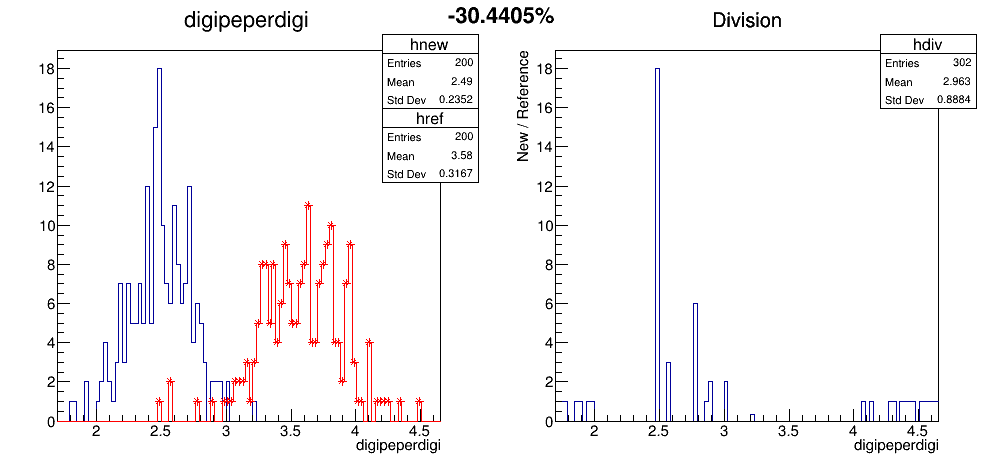 -30.4405%
digipeperdigi
hnew
Entries 200
Mean 2.49
Std Dev 0.2352
href
Entries 200
Mean 3.58
Std Dev 0.3167
18
16
14
12
10
8
6
4
2
0
2 2.5 3 3.5 4 4.5
digipeperdigi
Division
hdiv
Entries 302
Mean 2.963
Std Dev 0.8884
New / Reference
18
16
14
12
10
8
6
4
2
0
2 2.5 3 3.5 4 4.5
digipeperdigi